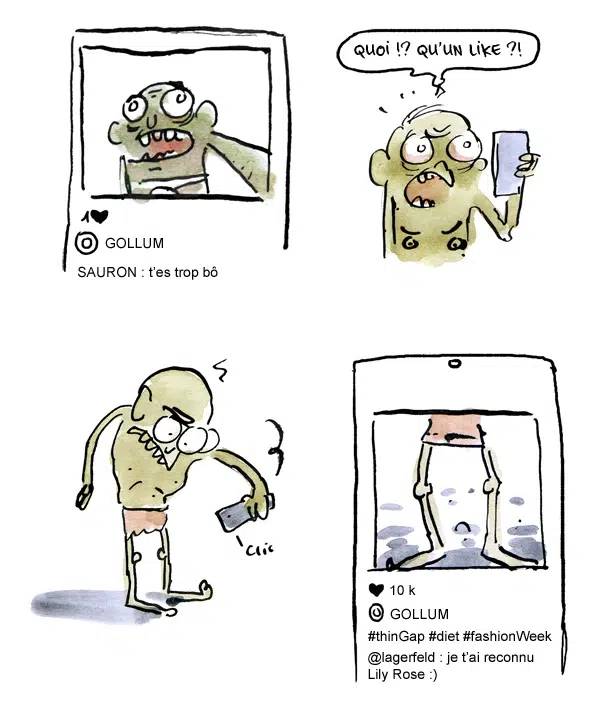 1♥
GOLLUM
SAURON : t'es trop bô
QUOI !? QU'UN LIKE ?!
CLIC
♥ 10 k
GOLLUM
#thinGap #diet #fashionWeek
@lagerfeld : je t'ai reconnu
Lily Rose :)